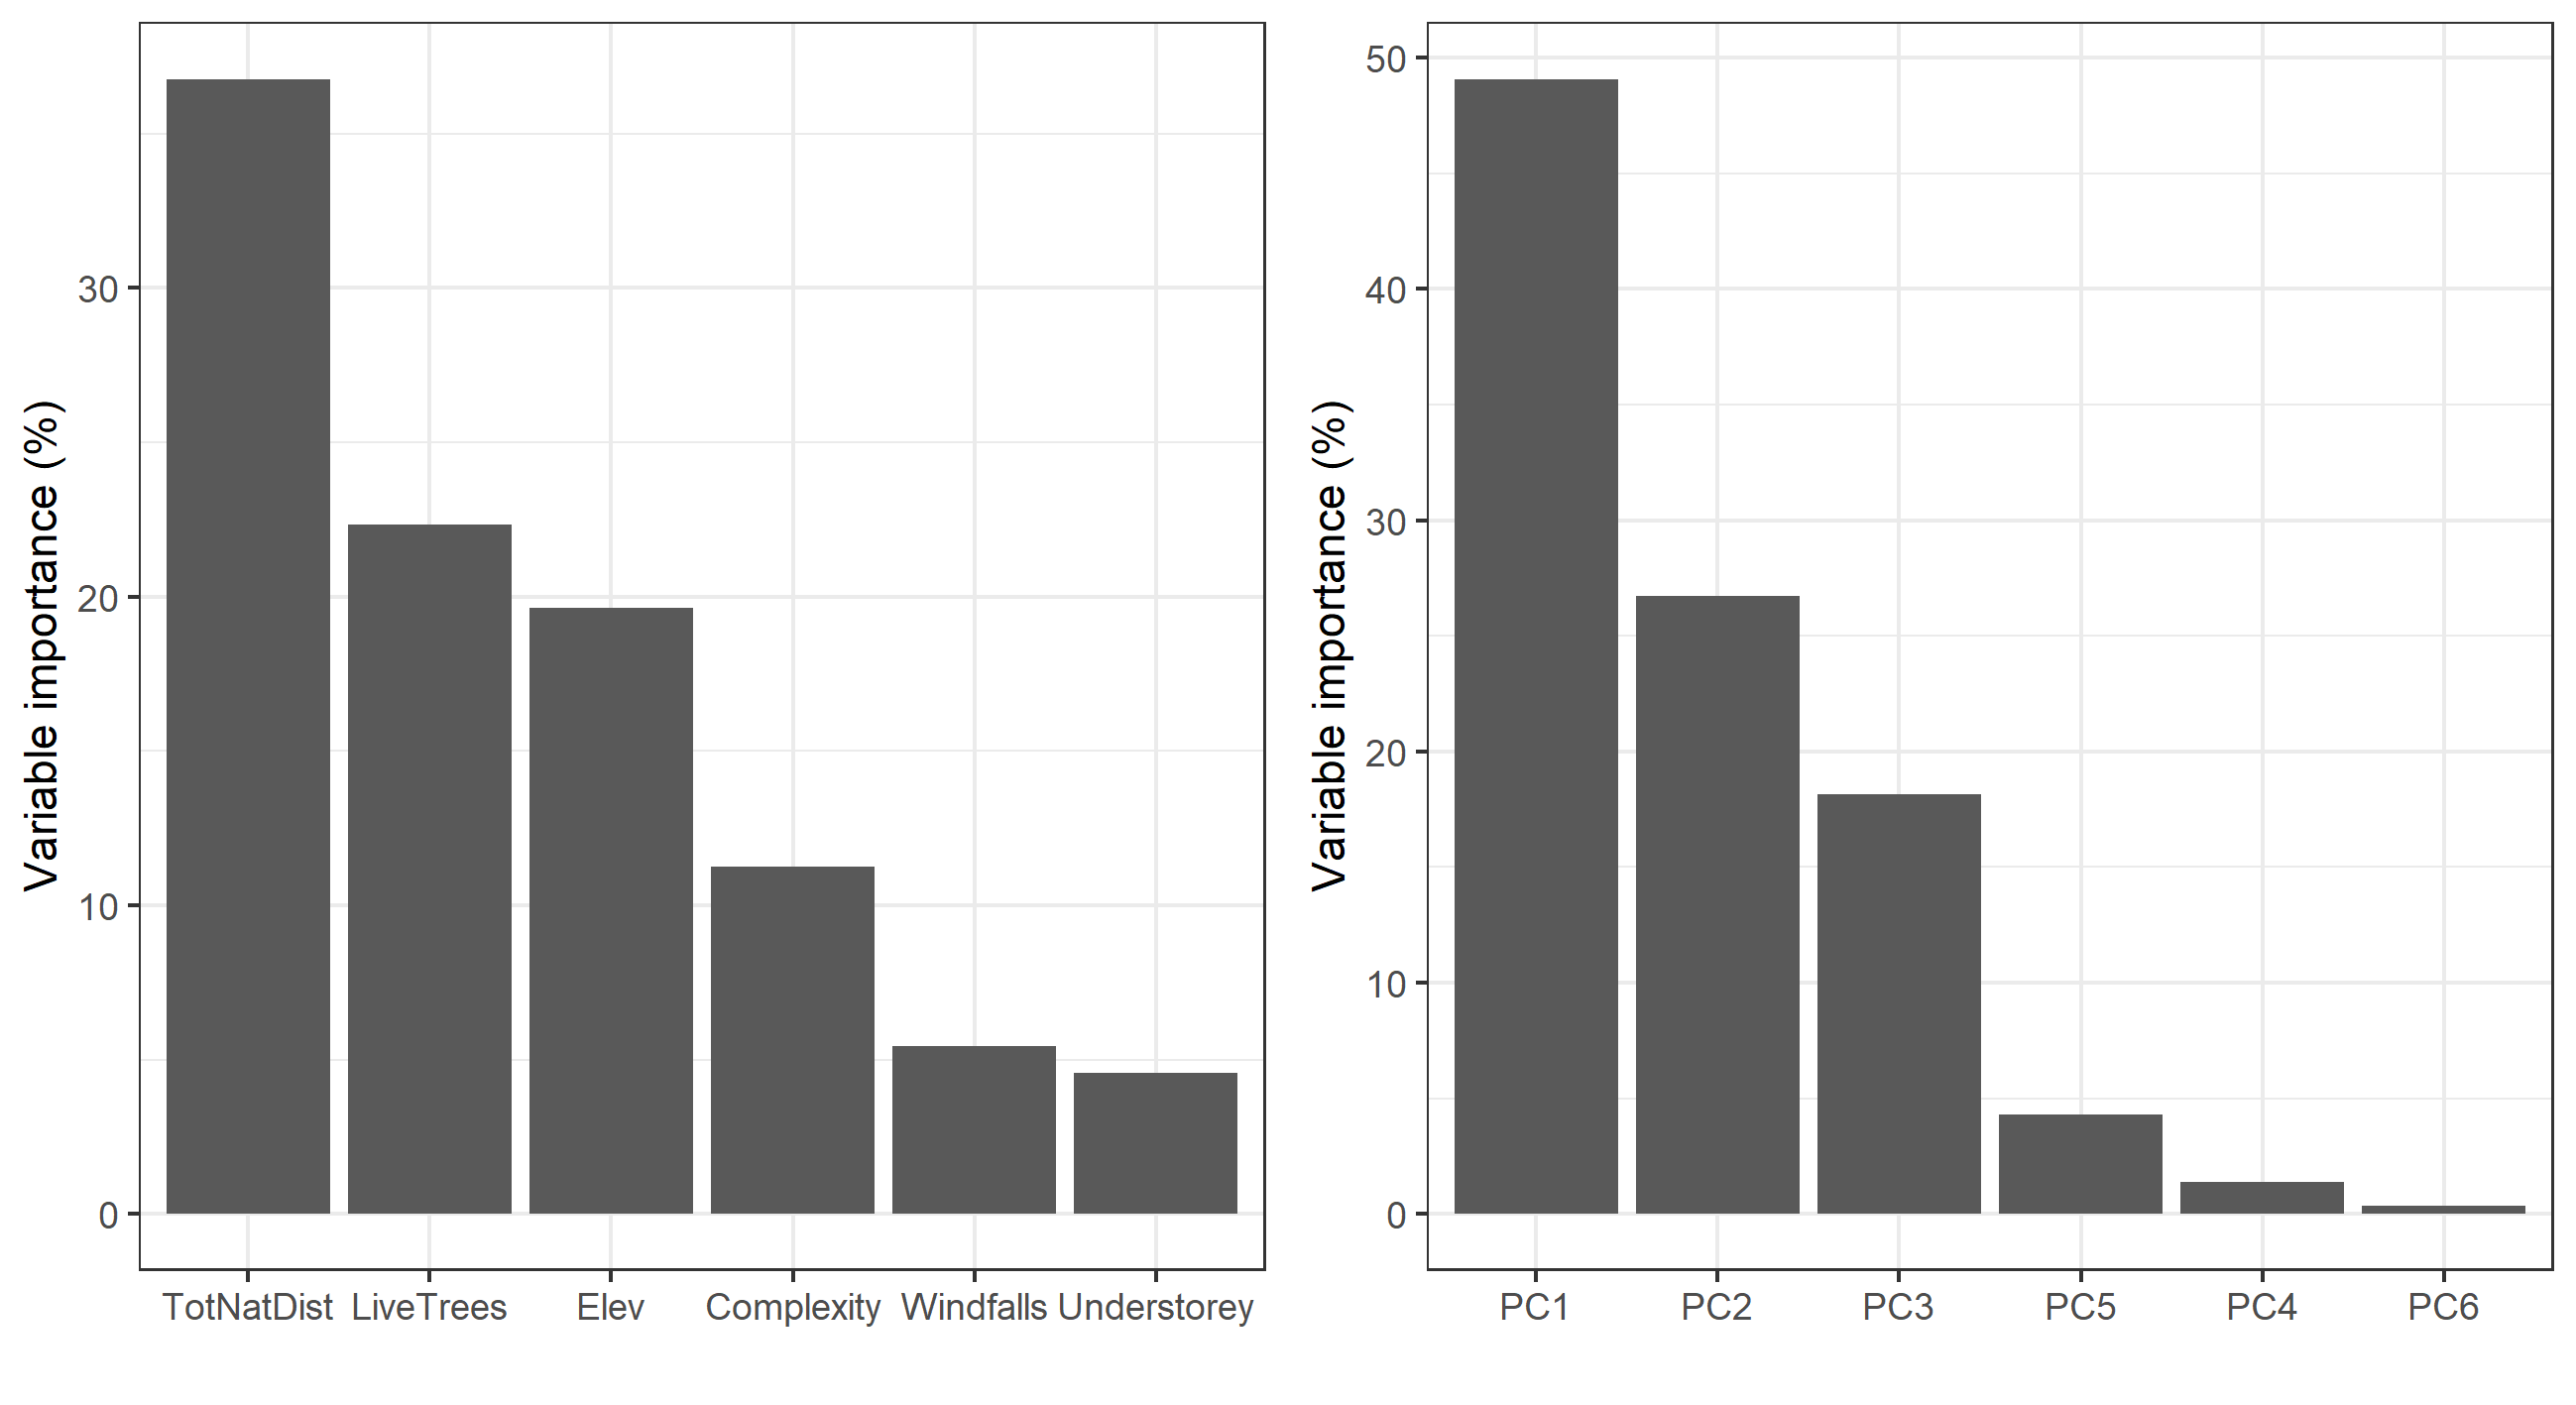 Variable importance (%)
30
20
10
0
TotNatDist LiveTrees Elev Complexity Windfalls Understorey
Variable importance (%)
50
40
30
20
10
0
PC1 PC2 PC3 PC5 PC4 PC6